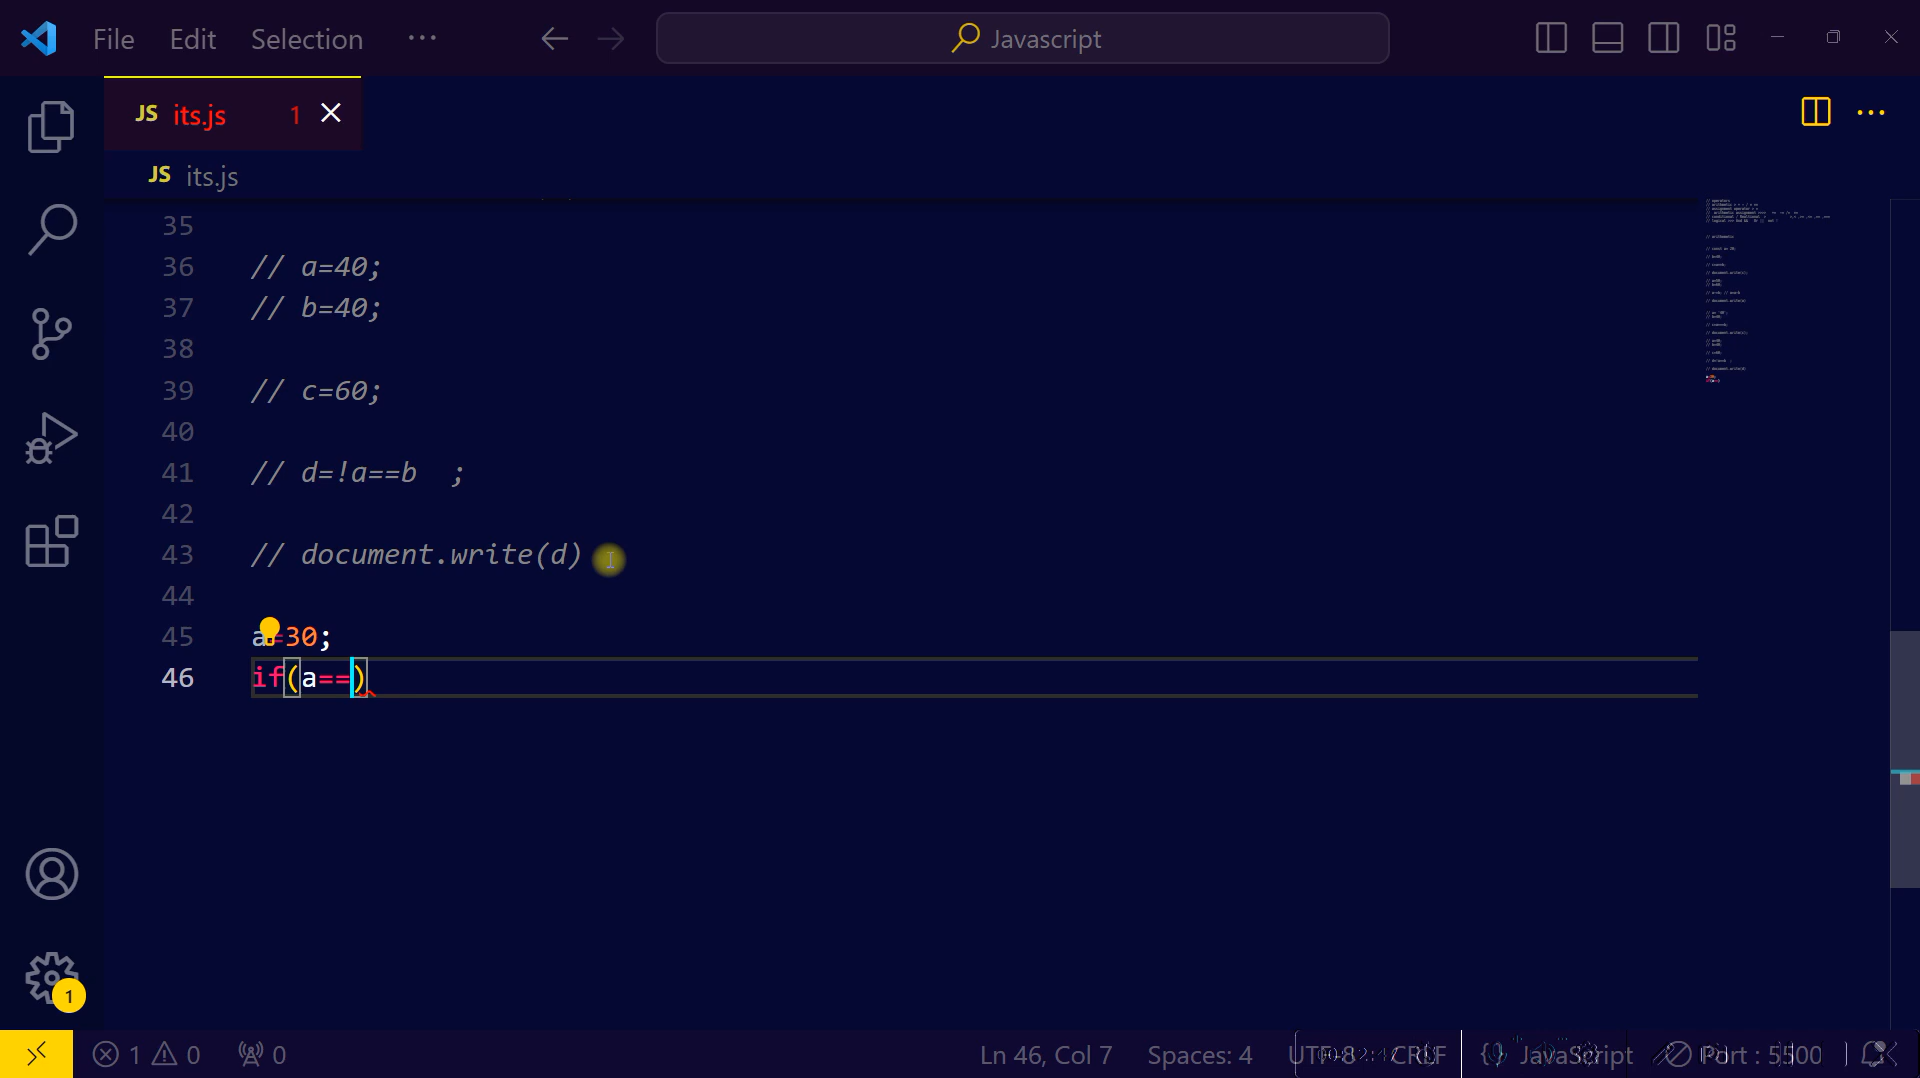 File Edit Selection ··· Javascript
JS its.js 1
JS its.js
35
36 // a=40;
37 // b=40;
38
39 // c=60;
40
41 // d=!a==b ;
42
43 // document.write(d)
44
45 a=30;
46 if(a==)
1
1 0 0 Ln 46, Col 7 Spaces: 4 UTF-8 CRLF {} JavaScript Port : 5500